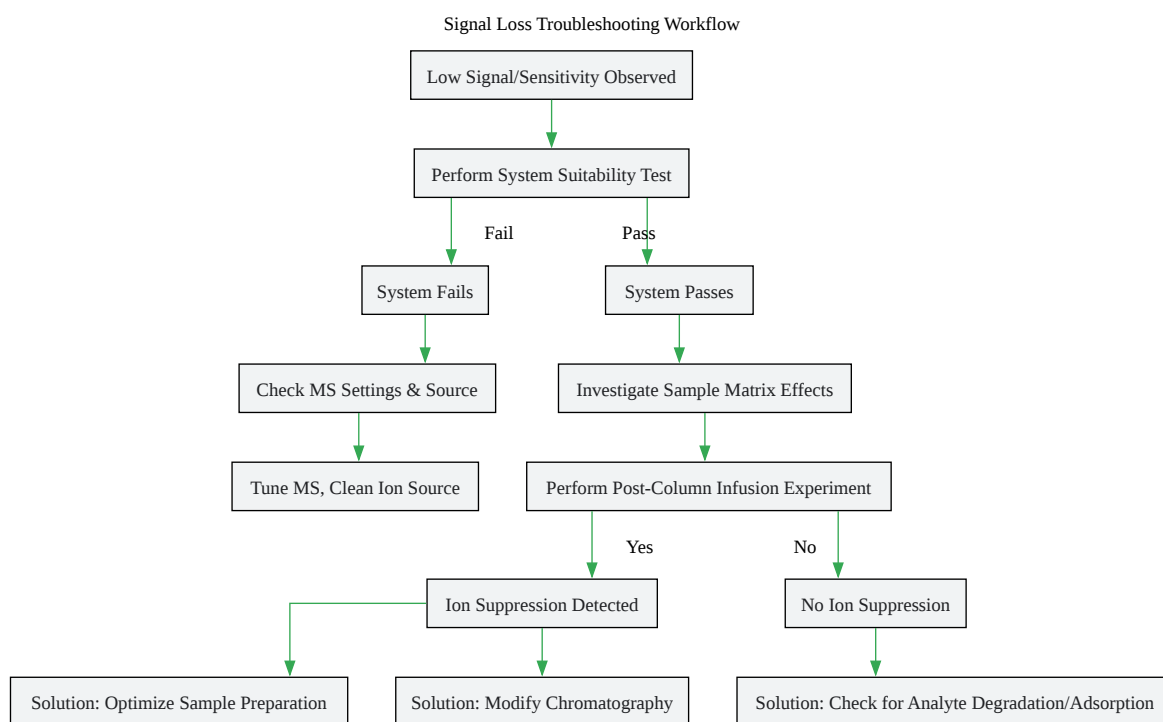 Signal Loss Troubleshooting Workflow
Low Signal/Sensitivity Observed
Perform System Suitability Test
Fail
Pass
System Fails
System Passes
Check MS Settings & Source
Investigate Sample Matrix Effects
Tune MS, Clean Ion Source
Perform Post-Column Infusion Experiment
Yes
No
Ion Suppression Detected
No Ion Suppression
Solution: Optimize Sample Preparation
Solution: Modify Chromatography
Solution: Check for Analyte Degradation/Adsorption